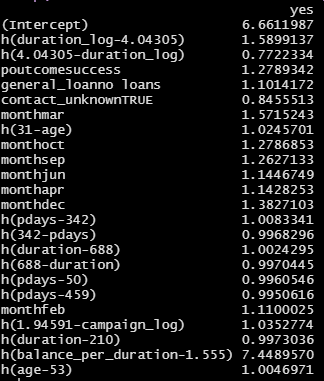 yes
(Intercept) 6.6611987
h(duration_log-4.04305) 1.5899137
h(4.04305-duration_log) 0.7722334
poutcomesuccess 1.2789342
general_loanno loans 1.1014172
contact_unknownTRUE 0.8455513
monthmar 1.5715243
h(31-age) 1.0245701
monthoct 1.2786853
monthsep 1.2627133
monthjun 1.1446749
monthapr 1.1428253
monthdec 1.3827103
h(pdays-342) 1.0083341
h(342-pdays) 0.9968296
h(duration-688) 1.0024295
h(688-duration) 0.9970445
h(pdays-50) 0.9960546
h(pdays-459) 0.9950616
monthfeb 1.1100025
h(1.94591-campaign_log) 1.0352774
h(duration-210) 0.9973036
h(balance_per_duration-1.555) 7.4489570
h(age-53) 1.0046971